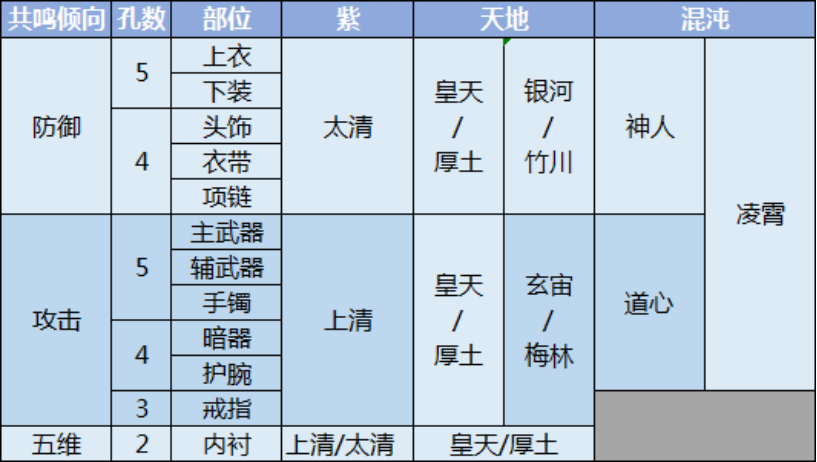 共鸣倾向 孔数 部位 紫 天地 混沌
防御 5 上衣 太清 皇天/厚土 银河/竹川 神人 凌霄
下装
4 头饰
衣带
项链
攻击 5 主武器 上清 皇天/厚土 玄宙/梅林 道心
辅武器
手镯
4 暗器
护腕
3 戒指
五维 2 内衬 上清/太清 皇天/厚土